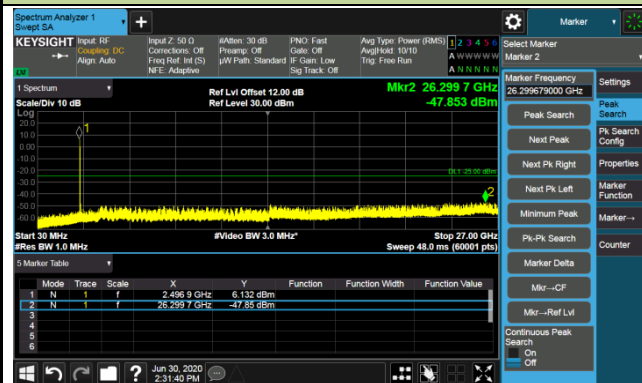 Spectrum Analyzer 1
Swept SA
Marker
KEYSIGHT
Input: RF
Coupling: DC
Align: Auto
Input Z: 50 Ω
Corrections: Off
Freq Ref: Int (S)
NFE: Adaptive
#Atten: 30 dB
Preamp: Off
µW Path: Standard
PNO: Fast
Gate: Off
IF Gain: Low
Sig Track: Off
Avg Type: Power (RMS)
Avg|Hold: 10/10
Trig: Free Run
1 2 3 4 5 6
A W W W W W
A N N N N N
LXI
Select Marker
Marker 2
Marker Frequency
26.299679000 GHz
Settings
Peak Search
Next Peak
Next Pk Right
Next Pk Left
Minimum Peak
Pk-Pk Search
Marker Delta
Mkr→CF
Mkr→Ref Lvl
Continuous Peak
Search
On
Off
Peak
Search
Pk Search
Config
Properties
Marker
Function
Marker→
Counter
1 Spectrum
Scale/Div 10 dB
Ref Lvl Offset 12.00 dB
Ref Level 30.00 dBm
Mkr2 26.299 7 GHz
-47.853 dBm
Log
20.0
10.0
0.00
-10.0
-20.0
-30.0
-40.0
-50.0
-60.0
1
DL1 -25.00 dBm
2
Start 30 MHz
#Res BW 1.0 MHz
#Video BW 3.0 MHz*
Stop 27.00 GHz
Sweep 48.0 ms (60001 pts)
5 Marker Table
Mode Trace Scale X Y Function Function Width Function Value
1 N 1 f 2.496 9 GHz 6.132 dBm
2 N 1 f 26.299 7 GHz -47.85 dBm
3
4
5
6
?
Jun 30, 2020
2:31:40 PM